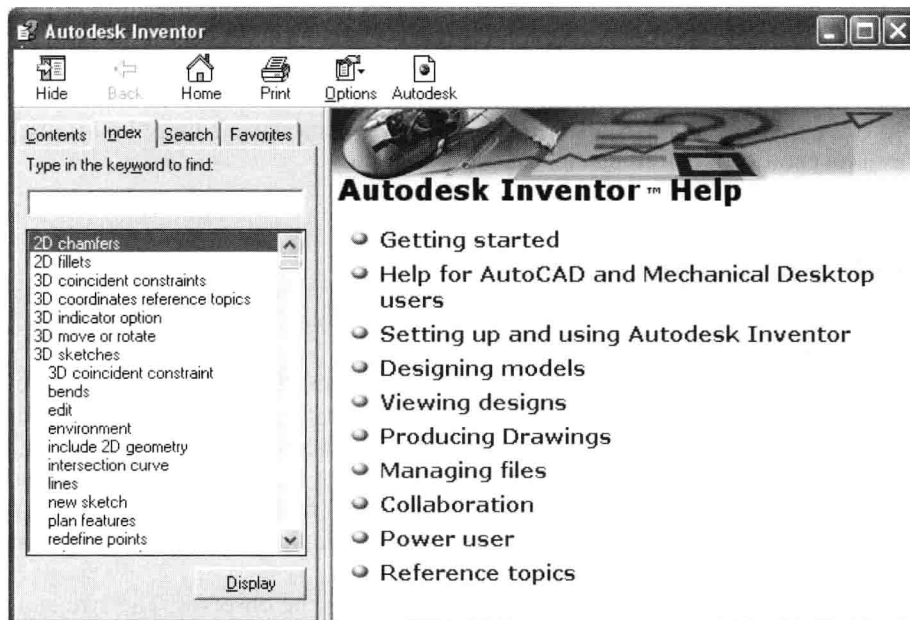 Autodesk Inventor
Hide
Back
Home
Print
Options
Autodesk
Contents
Index
Search
Favorites
Type in the keyword to find:
2D chamfers
2D fillets
3D coincident constraints
3D coordinates reference topics
3D indicator option
3D move or rotate
3D sketches
3D coincident constraint
bends
edit
environment
include 2D geometry
intersection curve
lines
new sketch
plan features
redefine points
Display
Autodesk Inventor ™ Help
Getting started
Help for AutoCAD and Mechanical Desktop
users
Setting up and using Autodesk Inventor
Designing models
Viewing designs
Producing Drawings
Managing files
Collaboration
Power user
Reference topics